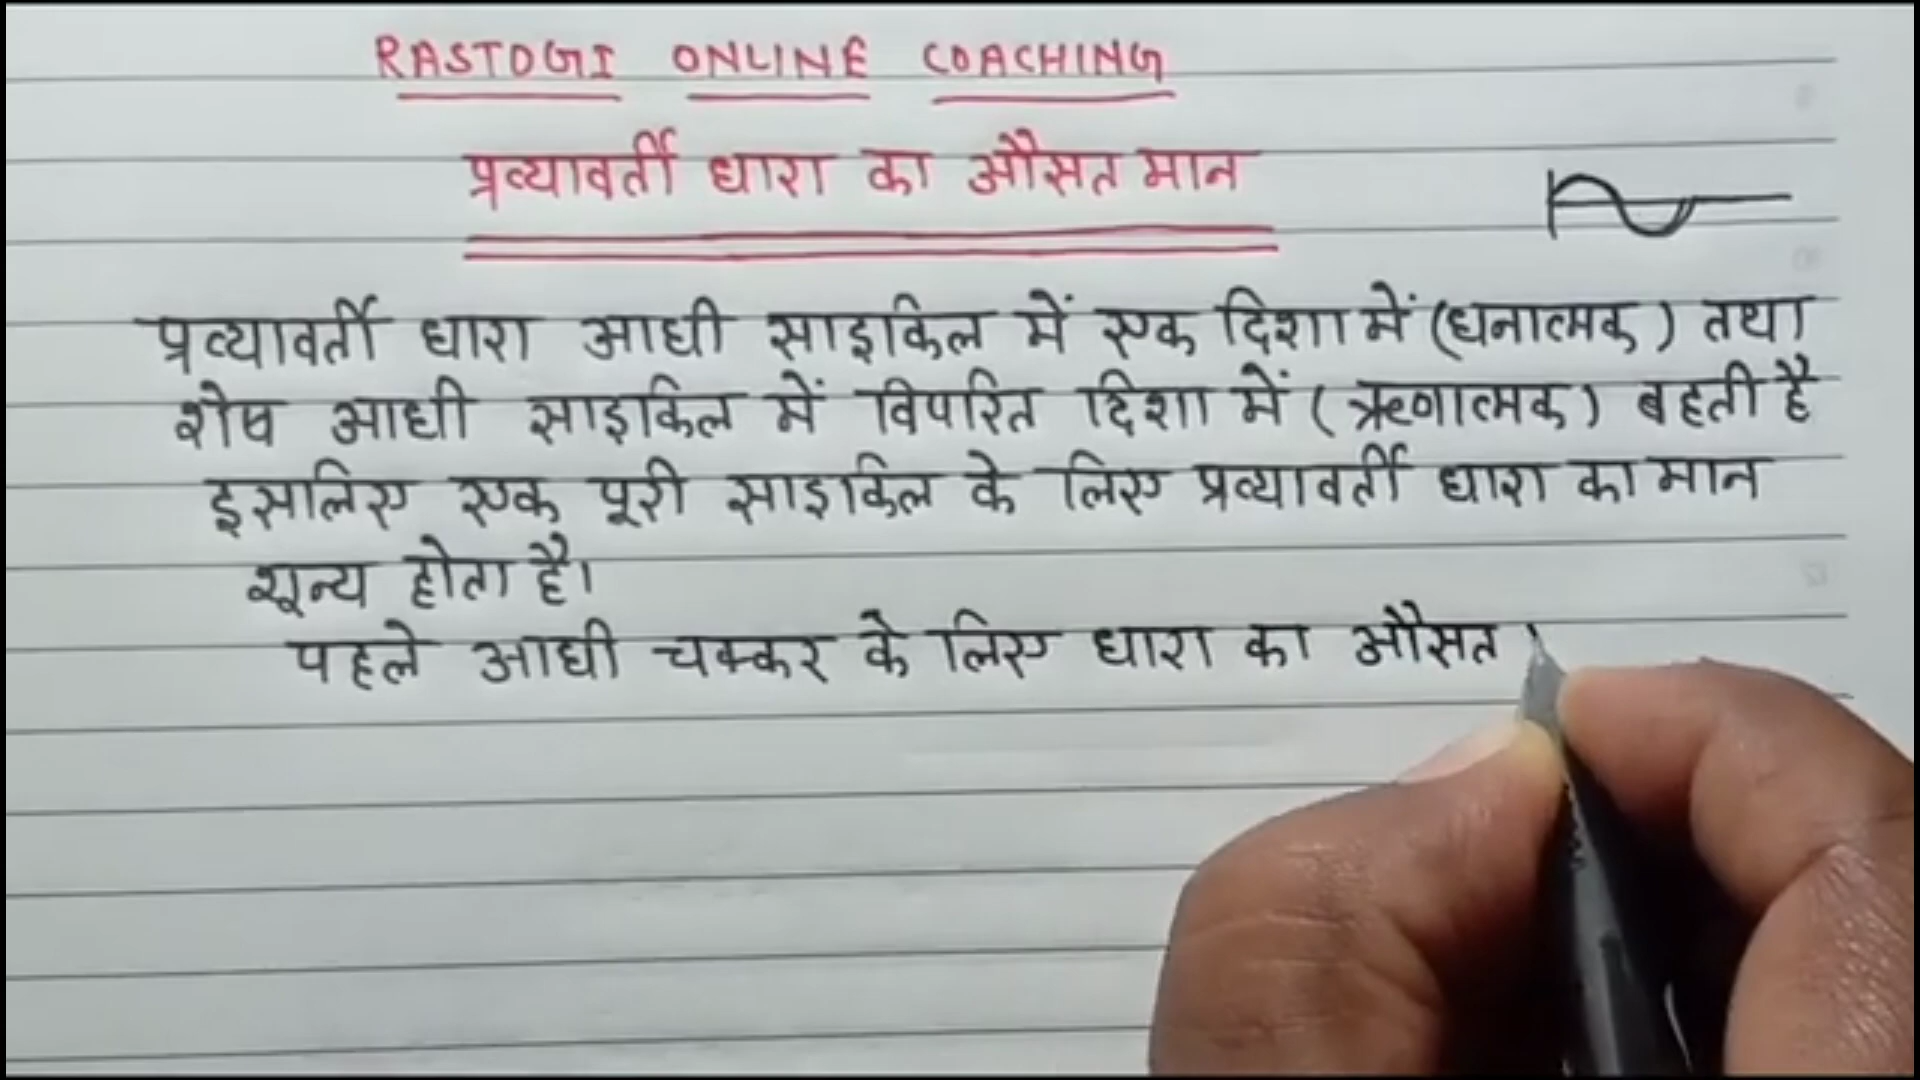 RASTOGI ONLINE COACHING
प्रत्यावर्ती धारा का औसत मान
प्रत्यावर्ती धारा आधी साइकिल में एक दिशा में (धनात्मक) तथा
शेष आधी साइकिल में विपरित दिशा में (ऋणात्मक) बहती है
इसलिए एक पूरी साइकिल के लिए प्रत्यावर्ती धारा का मान
शून्य होता है।
पहले आधी चक्कर के लिए धारा का औसत